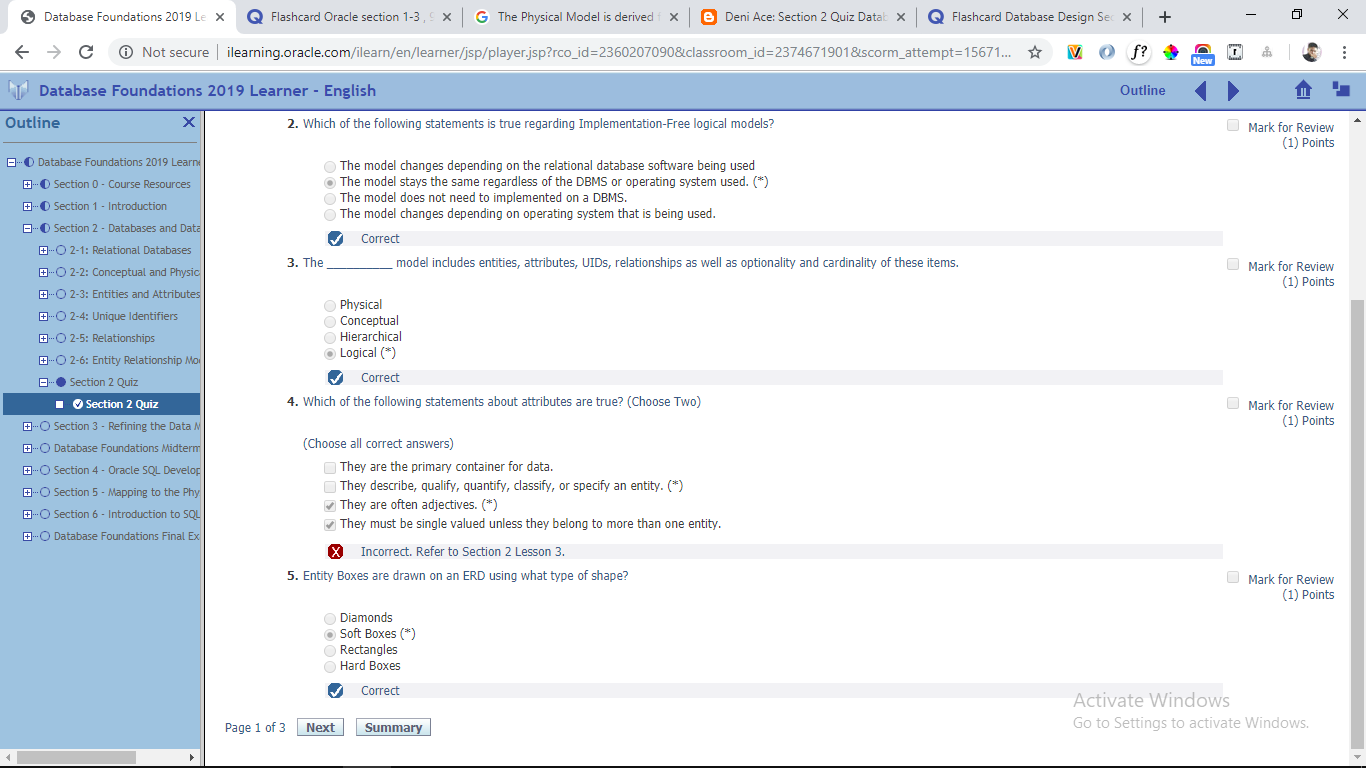 Database Foundations 2019 Le
Flashcard Oracle section 1-3 , S
The Physical Model is derived f
Deni Ace: Section 2 Quiz Datab
Flashcard Database Design Sec
Not secure
ilearning.oracle.com/ilearn/en/learner/jsp/player.jsp?rco_id=2360207090&classroom_id=2374671901&scorm_attempt=15671...
f?
New
Database Foundations 2019 Learner - English
Outline
Outline
Database Foundations 2019 Learne
Section 0 - Course Resources
Section 1 - Introduction
Section 2 - Databases and Data
2-1: Relational Databases
2-2: Conceptual and Physic
2-3: Entities and Attributes
2-4: Unique Identifiers
2-5: Relationships
2-6: Entity Relationship Mo
Section 2 Quiz
Section 2 Quiz
Section 3 - Refining the Data M
Database Foundations Midterm
Section 4 - Oracle SQL Develop
Section 5 - Mapping to the Phy
Section 6 - Introduction to SQL
Database Foundations Final Ex
2. Which of the following statements is true regarding Implementation-Free logical models?
Mark for Review
(1) Points
The model changes depending on the relational database software being used
The model stays the same regardless of the DBMS or operating system used. (*)
The model does not need to implemented on a DBMS.
The model changes depending on operating system that is being used.
Correct
3. The __________ model includes entities, attributes, UIDs, relationships as well as optionality and cardinality of these items.
Mark for Review
(1) Points
Physical
Conceptual
Hierarchical
Logical (*)
Correct
4. Which of the following statements about attributes are true? (Choose Two)
Mark for Review
(1) Points
(Choose all correct answers)
They are the primary container for data.
They describe, qualify, quantify, classify, or specify an entity. (*)
They are often adjectives. (*)
They must be single valued unless they belong to more than one entity.
Incorrect. Refer to Section 2 Lesson 3.
5. Entity Boxes are drawn on an ERD using what type of shape?
Mark for Review
(1) Points
Diamonds
Soft Boxes (*)
Rectangles
Hard Boxes
Correct
Page 1 of 3
Next
Summary
Activate Windows
Go to Settings to activate Windows.